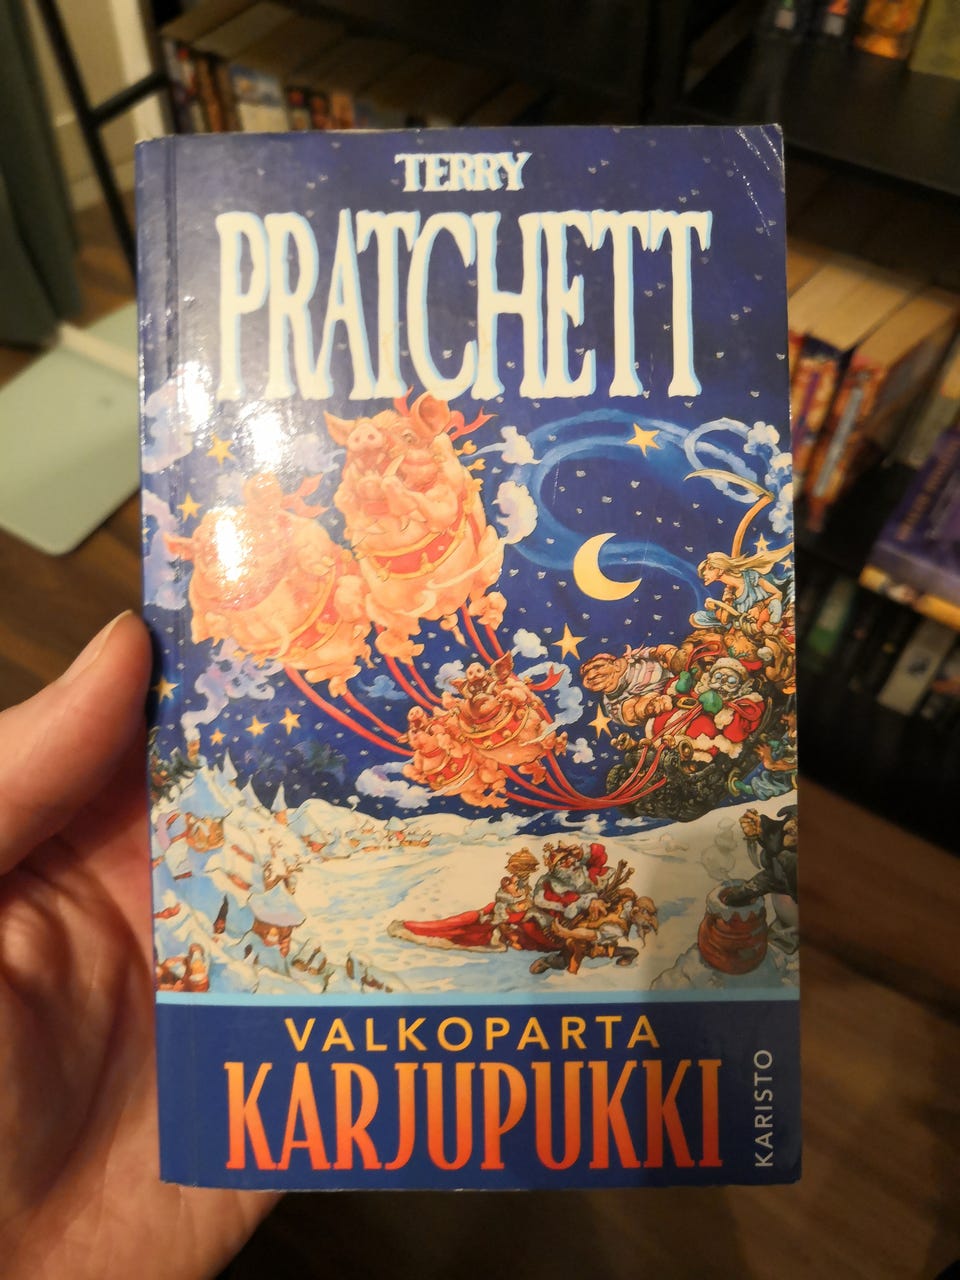 TERRY
PRATCHETT
VALKOPARTA
KARJUPUKKI
KARISTO